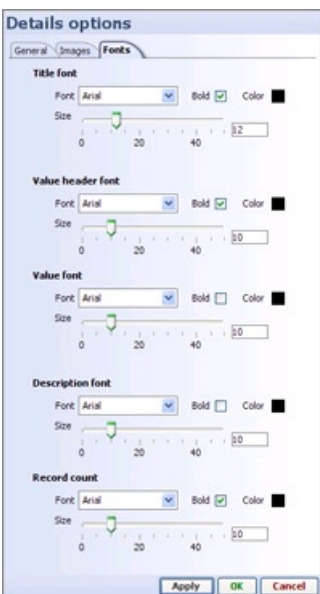 Details options
General Images Fonts
Title font
Font Arial Bold Color
Size 12
0 20 40
Value header font
Font Arial Bold Color
Size 10
0 20 40
Value font
Font Arial Bold Color
Size 10
0 20 40
Description font
Font Arial Bold Color
Size 10
0 20 40
Record count
Font Arial Bold Color
Size 10
0 20 40
Apply OK Cancel